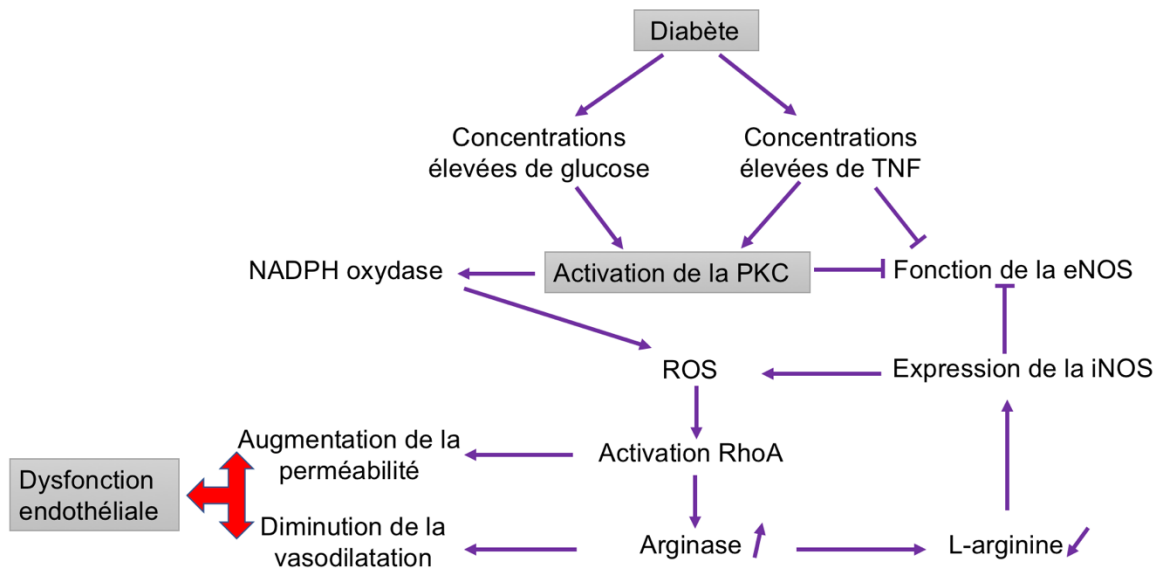 Diabète
Concentrations
élevées de glucose
Concentrations
élevées de TNF
NADPH oxydase
Activation de la PKC
Fonction de la eNOS
ROS
Expression de la iNOS
Augmentation de la
perméabilité
Activation RhoA
Dysfonction
endothéliale
Diminution de la
vasodilatation
Arginase
L-arginine